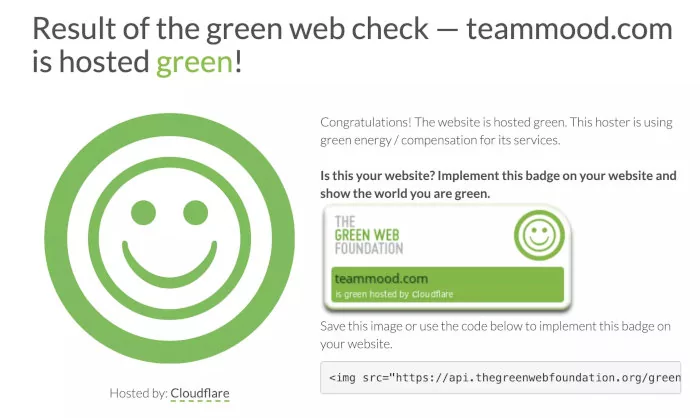 Result of the green web check — teammood.com
is hosted green!
Congratulations! The website is hosted green. This hoster is using
green energy / compensation for its services.
Is this your website? Implement this badge on your website and
show the world you are green.
THE
GREEN WEB
FOUNDATION
teammood.com
is green hosted by Cloudflare
Save this image or use the code below to implement this badge on
your website.
<img src="https://api.thegreenwebfoundation.org/green
Hosted by: Cloudflare